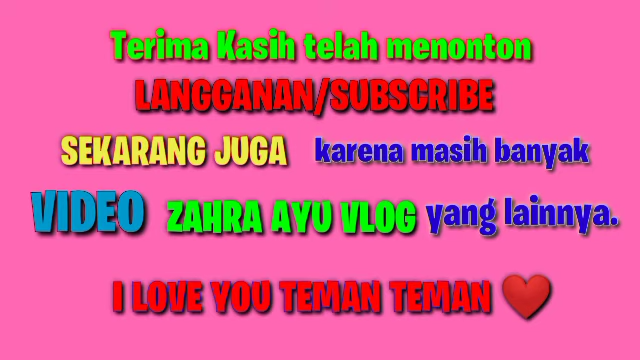 Terima Kasih telah menonton
LANGGANAN/SUBSCRIBE
SEKARANG JUGA karena masih banyak
VIDEO ZAHRA AYU VLOG yang lainnya.
I LOVE YOU TEMAN TEMAN ❤️